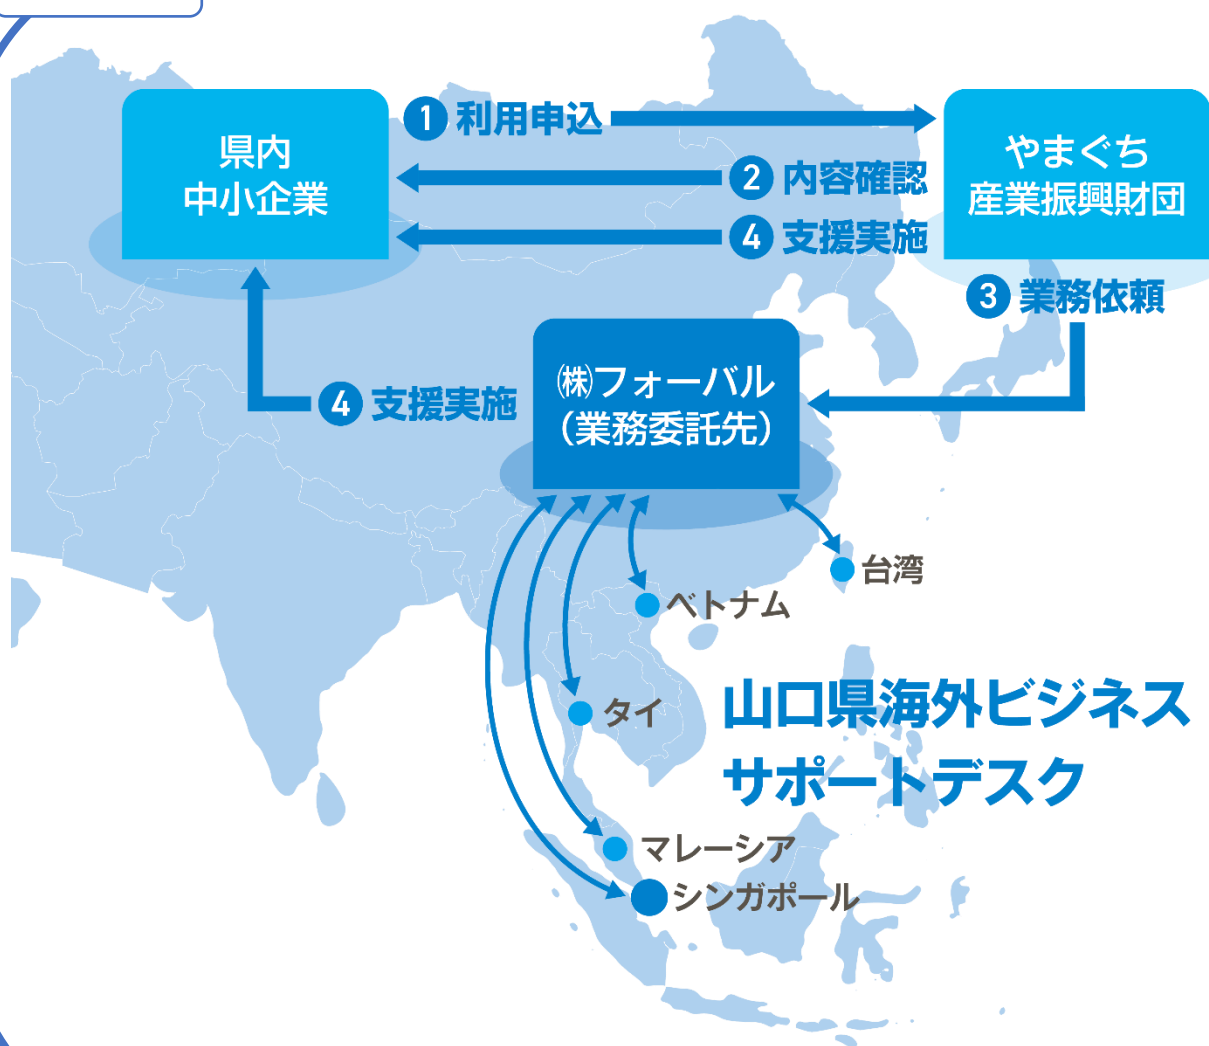 県内
中小企業
❶ 利用申込
やまぐち
産業振興財団
❷ 内容確認
❹ 支援実施
❸ 業務依頼
㈱フォーバル
（業務委託先）
❹ 支援実施
台湾
ベトナム
タイ
山口県海外ビジネス
サポートデスク
マレーシア
シンガポール